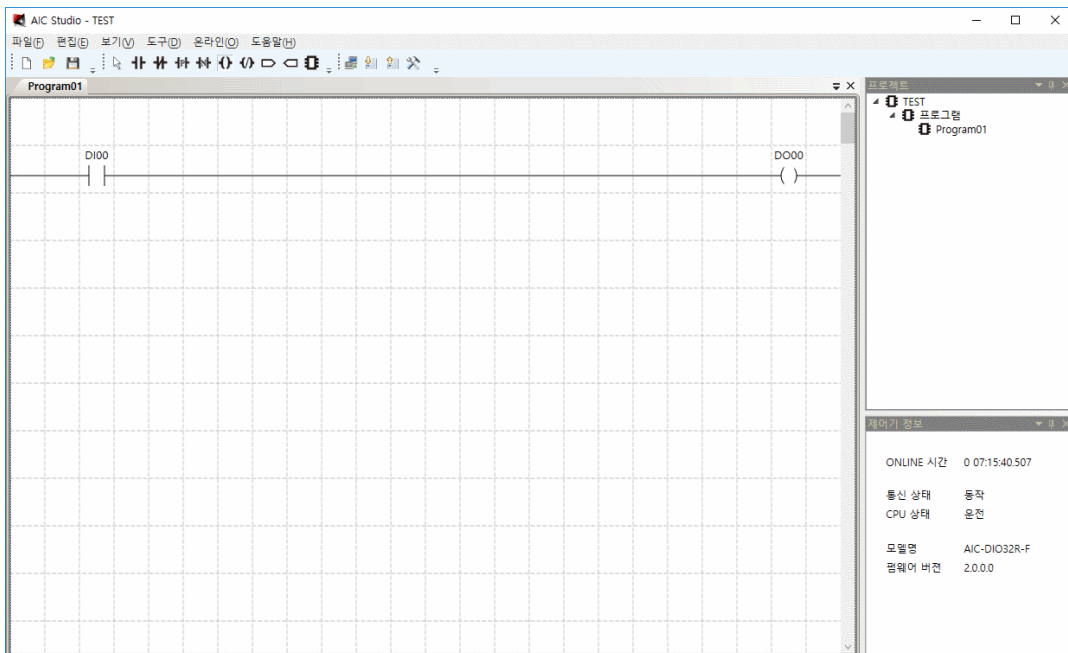 AIC Studio - TEST
파일(F) 편집(E) 보기(V) 도구(D) 온라인(O) 도움말(H)
Program01
DI00
DO00
프로젝트
TEST
프로그램
Program01
제어기 정보
ONLINE 시간 0 07:15:40.507
통신 상태 동작
CPU 상태 운전
모델명 AIC-DIO32R-F
펌웨어 버젼 2.0.0.0